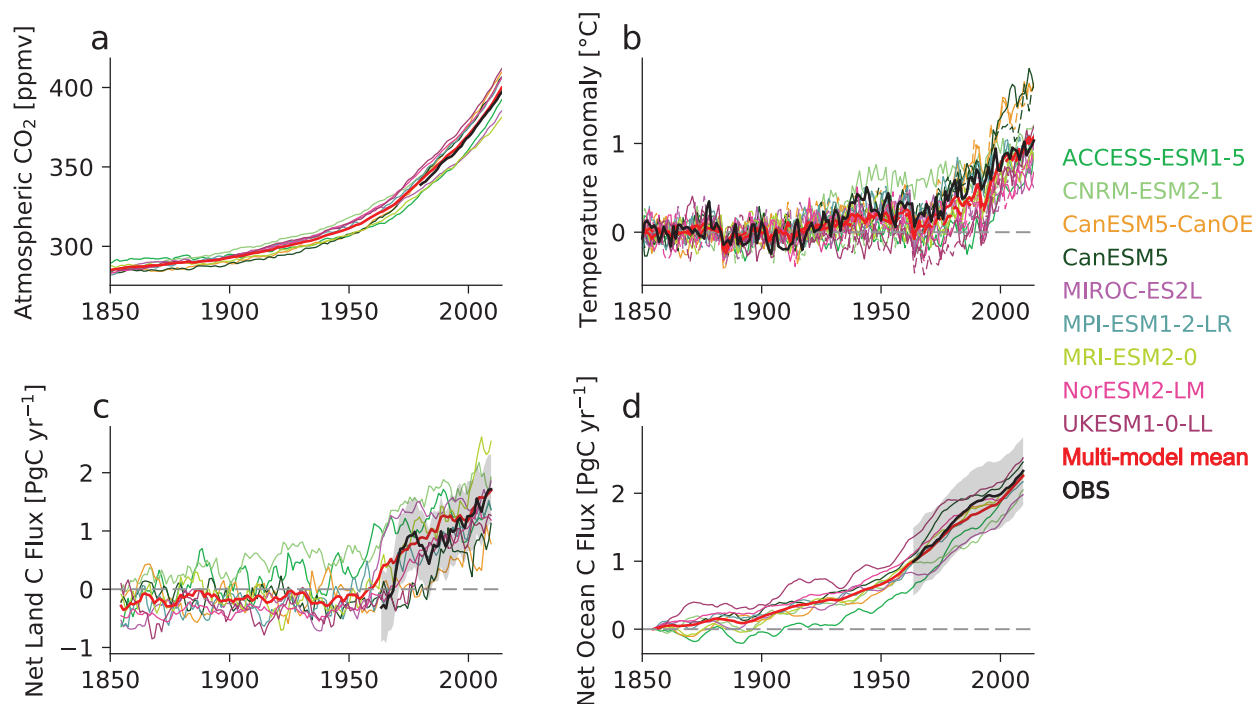 a
Atmospheric CO₂ [ppmv]
400
350
300
1850
1900
1950
2000
b
Temperature anomaly [°C]
1
0
1850
1900
1950
2000
c
Net Land C Flux [PgC yr⁻¹]
2
1
0
−1
1850
1900
1950
2000
d
Net Ocean C Flux [PgC yr⁻¹]
2
1
0
1850
1900
1950
2000
ACCESS-ESM1-5
CNRM-ESM2-1
CanESM5-CanOE
CanESM5
MIROC-ES2L
MPI-ESM1-2-LR
MRI-ESM2-0
NorESM2-LM
UKESM1-0-LL
Multi-model mean
OBS